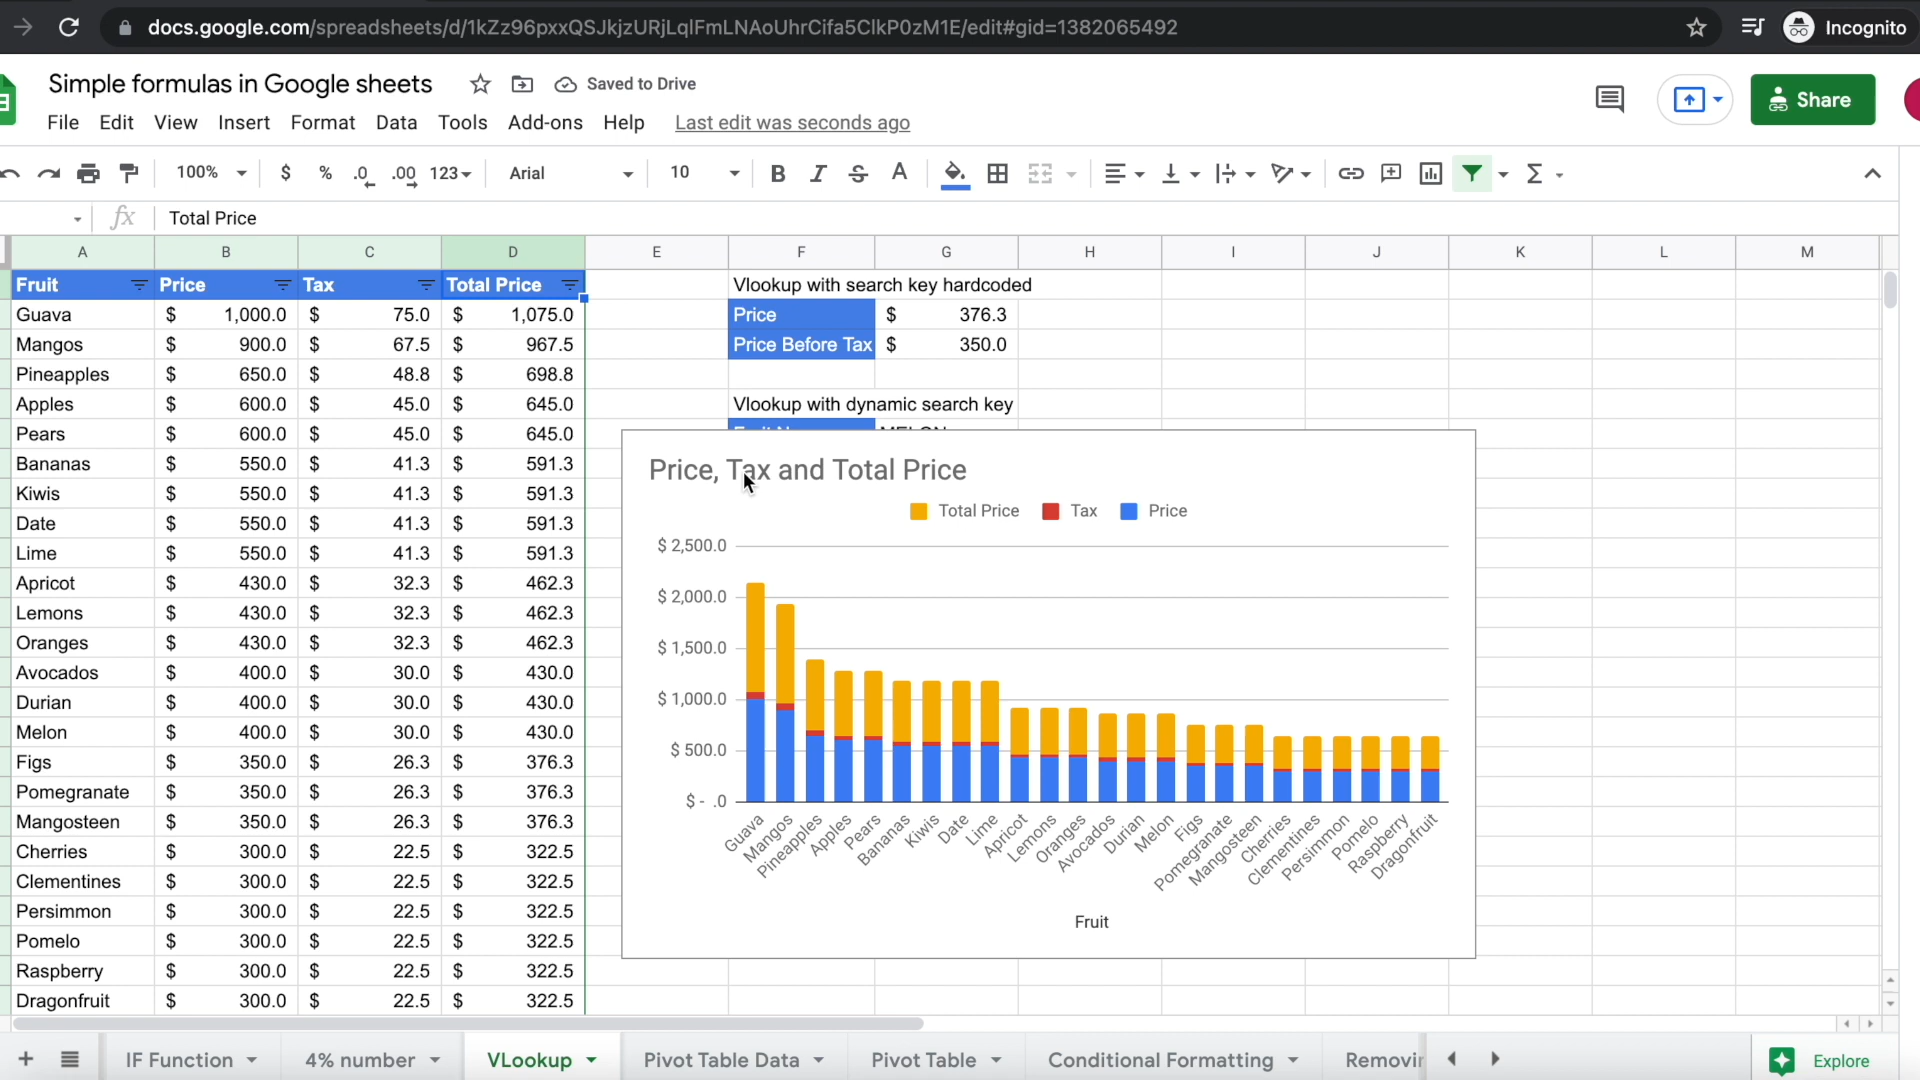 docs.google.com/spreadsheets/d/1kZz96pxxQSJkjzURjLqlFmLNAoUhrCifa5ClkP0zM1E/edit#gid=1382065492
Incognito
Simple formulas in Google sheets
Saved to Drive
Share
File Edit View Insert Format Data Tools Add-ons Help Last edit was seconds ago
100% $ % .0 .00 123 Arial 10 B I S A
fx Total Price
A B C D E F G H I J K L M
Fruit Price Tax Total Price Vlookup with search key hardcoded
Guava $ 1,000.0 $ 75.0 $ 1,075.0 Price $ 376.3
Mangos $ 900.0 $ 67.5 $ 967.5 Price Before Tax $ 350.0
Pineapples $ 650.0 $ 48.8 $ 698.8
Apples $ 600.0 $ 45.0 $ 645.0 Vlookup with dynamic search key
Pears $ 600.0 $ 45.0 $ 645.0
Bananas $ 550.0 $ 41.3 $ 591.3
Kiwis $ 550.0 $ 41.3 $ 591.3
Date $ 550.0 $ 41.3 $ 591.3
Lime $ 550.0 $ 41.3 $ 591.3
Apricot $ 430.0 $ 32.3 $ 462.3
Lemons $ 430.0 $ 32.3 $ 462.3
Oranges $ 430.0 $ 32.3 $ 462.3
Avocados $ 400.0 $ 30.0 $ 430.0
Durian $ 400.0 $ 30.0 $ 430.0
Melon $ 400.0 $ 30.0 $ 430.0
Figs $ 350.0 $ 26.3 $ 376.3
Pomegranate $ 350.0 $ 26.3 $ 376.3
Mangosteen $ 350.0 $ 26.3 $ 376.3
Cherries $ 300.0 $ 22.5 $ 322.5
Clementines $ 300.0 $ 22.5 $ 322.5
Persimmon $ 300.0 $ 22.5 $ 322.5
Pomelo $ 300.0 $ 22.5 $ 322.5
Raspberry $ 300.0 $ 22.5 $ 322.5
Dragonfruit $ 300.0 $ 22.5 $ 322.5
Price, Tax and Total Price
Total Price Tax Price
$ 2,500.0
$ 2,000.0
$ 1,500.0
$ 1,000.0
$ 500.0
$ - .0
Guava Mangos Pineapples Apples Pears Bananas Kiwis Date Lime Apricot Lemons Oranges Avocados Durian Melon Figs Pomegranate Mangosteen Cherries Clementines Persimmon Pomelo Raspberry Dragonfruit
Fruit
IF Function 4% number VLookup Pivot Table Data Pivot Table Conditional Formatting Explore